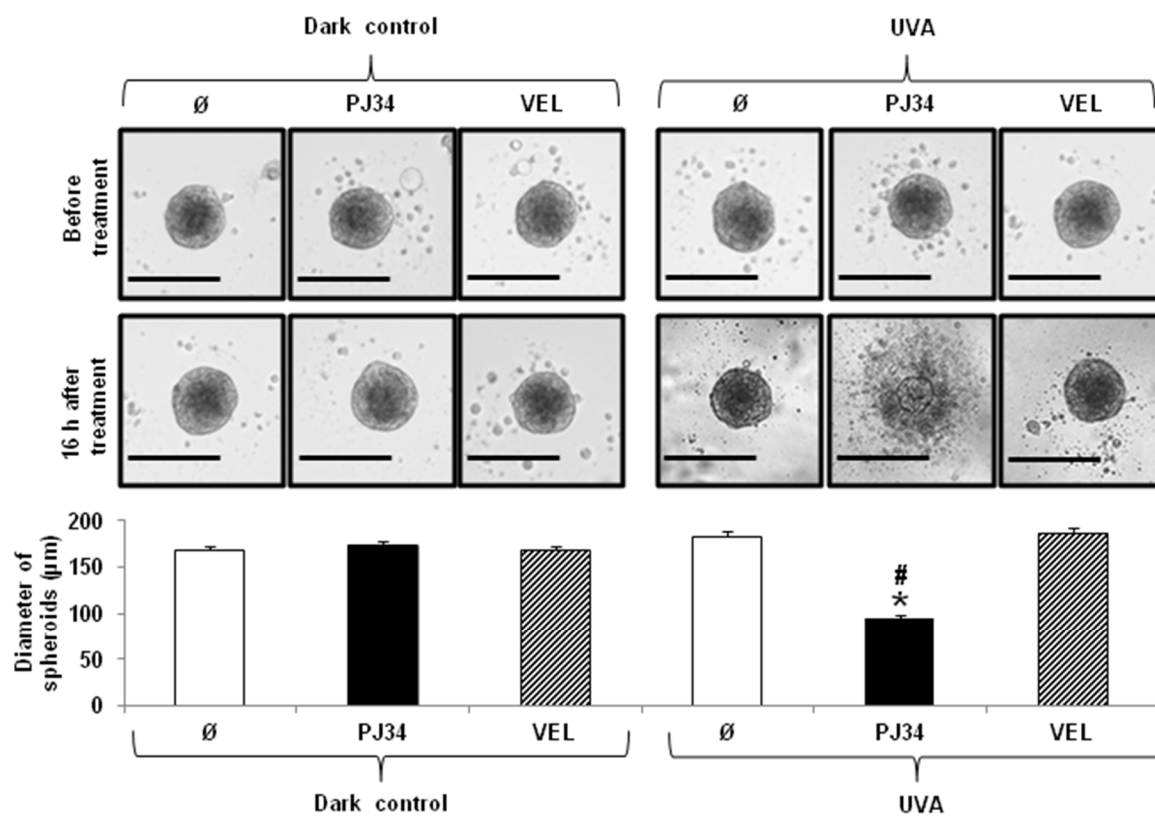 Dark control
UVA
Ø PJ34 VEL Ø PJ34 VEL
Before
treatment
16 h after
treatment
Diameter of
spheroids (µm)
200
150
100
50
0
#
*
Ø PJ34 VEL Ø PJ34 VEL
Dark control
UVA